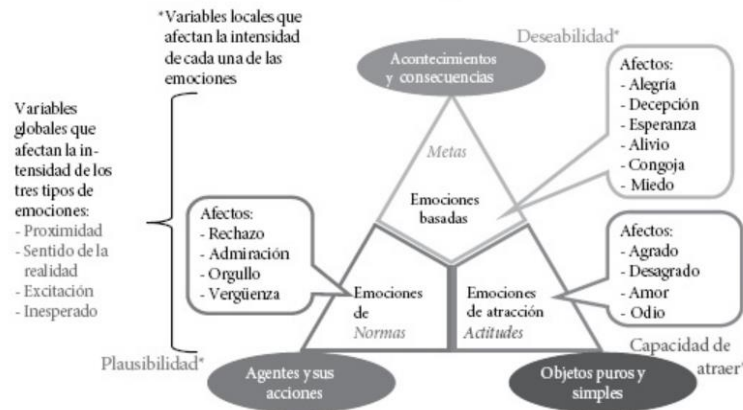 *Variables locales que
afectan la intensidad
de cada una de las
emociones
Deseabilidad*
Acontecimientos
y consecuencias
Variables
globales que
afectan la in-
tensidad de los
tres tipos de
emociones:
- Proximidad
- Sentido de la
realidad
- Excitación
- Inesperado
Afectos:
- Alegría
- Decepción
- Esperanza
- Alivio
- Congoja
- Miedo
Metas
Emociones
basadas
Afectos:
- Rechazo
- Admiración
- Orgullo
- Vergüenza
Afectos:
- Agrado
- Desagrado
- Amor
- Odio
Emociones
de
Normas
Emociones
de atracción
Actitudes
Plausibilidad*
Capacidad de
atraer*
Agentes y sus
acciones
Objetos puros y
simples